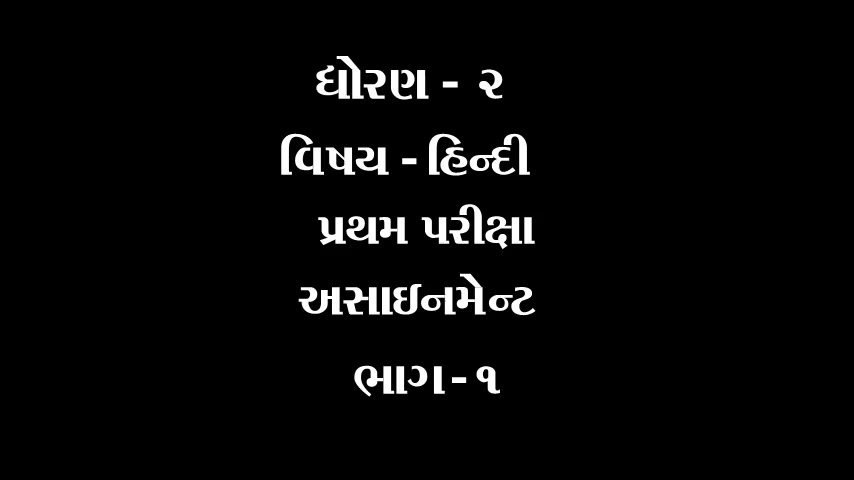 ધોરણ - ૨
વિષય - હિન્દી
પ્રથમ પરીક્ષા
અસાઇનમેન્ટ
ભાગ - ૧